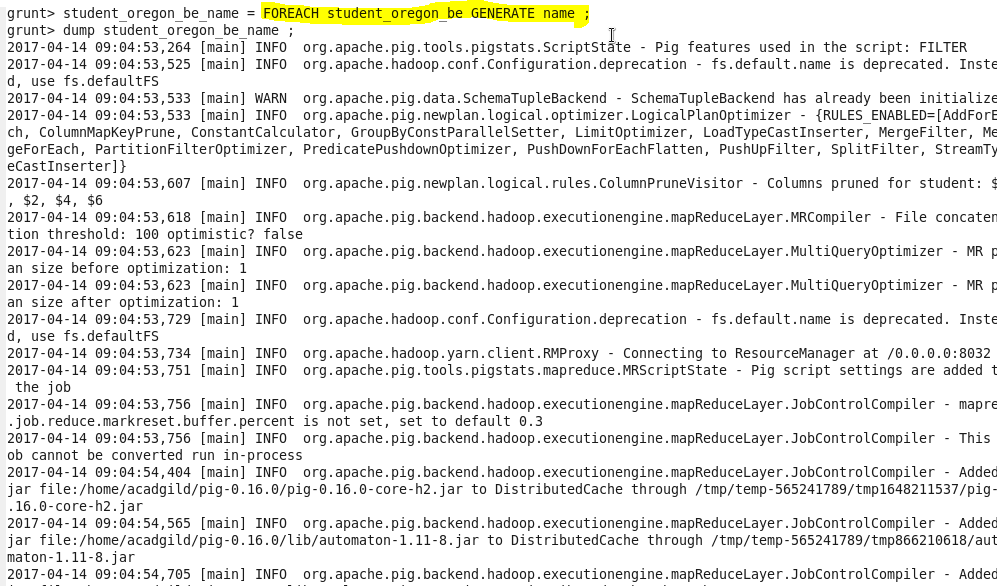 grunt> student_oregon_be_name = FOREACH student_oregon_be GENERATE name ;
grunt> dump student_oregon_be_name ;
2017-04-14 09:04:53,264 [main] INFO  org.apache.pig.tools.pigstats.ScriptState - Pig features used in the script: FILTER
2017-04-14 09:04:53,525 [main] INFO  org.apache.hadoop.conf.Configuration.deprecation - fs.default.name is deprecated. Inste
d, use fs.defaultFS
2017-04-14 09:04:53,533 [main] WARN  org.apache.pig.data.SchemaTupleBackend - SchemaTupleBackend has already been initialize
2017-04-14 09:04:53,533 [main] INFO  org.apache.pig.newplan.logical.optimizer.LogicalPlanOptimizer - {RULES_ENABLED=[AddForE
ch, ColumnMapKeyPrune, ConstantCalculator, GroupByConstParallelSetter, LimitOptimizer, LoadTypeCastInserter, MergeFilter, Me
geForEach, PartitionFilterOptimizer, PredicatePushdownOptimizer, PushDownForEachFlatten, PushUpFilter, SplitFilter, StreamTy
eCastInserter]}
2017-04-14 09:04:53,607 [main] INFO  org.apache.pig.newplan.logical.rules.ColumnPruneVisitor - Columns pruned for student: $
, $2, $4, $6
2017-04-14 09:04:53,618 [main] INFO  org.apache.pig.backend.hadoop.executionengine.mapReduceLayer.MRCompiler - File concaten
tion threshold: 100 optimistic? false
2017-04-14 09:04:53,623 [main] INFO  org.apache.pig.backend.hadoop.executionengine.mapReduceLayer.MultiQueryOptimizer - MR p
an size before optimization: 1
2017-04-14 09:04:53,623 [main] INFO  org.apache.pig.backend.hadoop.executionengine.mapReduceLayer.MultiQueryOptimizer - MR p
an size after optimization: 1
2017-04-14 09:04:53,729 [main] INFO  org.apache.hadoop.conf.Configuration.deprecation - fs.default.name is deprecated. Inste
d, use fs.defaultFS
2017-04-14 09:04:53,734 [main] INFO  org.apache.hadoop.yarn.client.RMProxy - Connecting to ResourceManager at /0.0.0.0:8032
2017-04-14 09:04:53,751 [main] INFO  org.apache.pig.tools.pigstats.mapreduce.MRScriptState - Pig script settings are added t
 the job
2017-04-14 09:04:53,756 [main] INFO  org.apache.pig.backend.hadoop.executionengine.mapReduceLayer.JobControlCompiler - mapre
.job.reduce.markreset.buffer.percent is not set, set to default 0.3
2017-04-14 09:04:53,756 [main] INFO  org.apache.pig.backend.hadoop.executionengine.mapReduceLayer.JobControlCompiler - This
ob cannot be converted run in-process
2017-04-14 09:04:54,404 [main] INFO  org.apache.pig.backend.hadoop.executionengine.mapReduceLayer.JobControlCompiler - Added
jar file:/home/acadgild/pig-0.16.0/pig-0.16.0-core-h2.jar to DistributedCache through /tmp/temp-565241789/tmp1648211537/pig-
.16.0-core-h2.jar
2017-04-14 09:04:54,565 [main] INFO  org.apache.pig.backend.hadoop.executionengine.mapReduceLayer.JobControlCompiler - Added
jar file:/home/acadgild/pig-0.16.0/lib/automaton-1.11-8.jar to DistributedCache through /tmp/temp-565241789/tmp866210618/aut
maton-1.11-8.jar
2017-04-14 09:04:54,705 [main] INFO  org.apache.pig.backend.hadoop.executionengine.mapReduceLayer.JobControlCompiler - Added